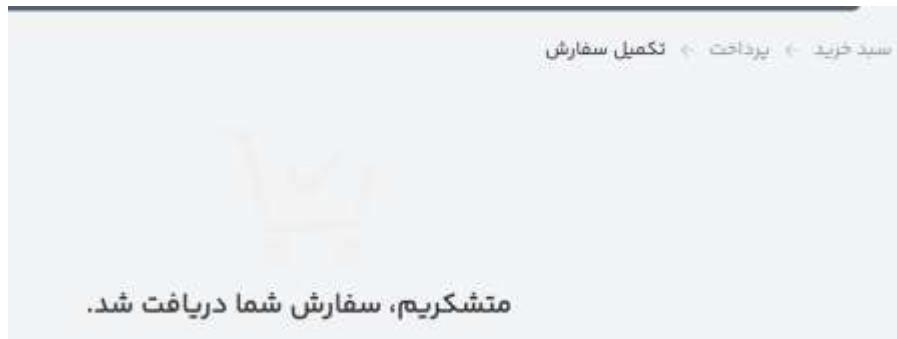 سبد خرید → پرداخت → تکمیل سفارش
متشکریم، سفارش شما دریافت شد.